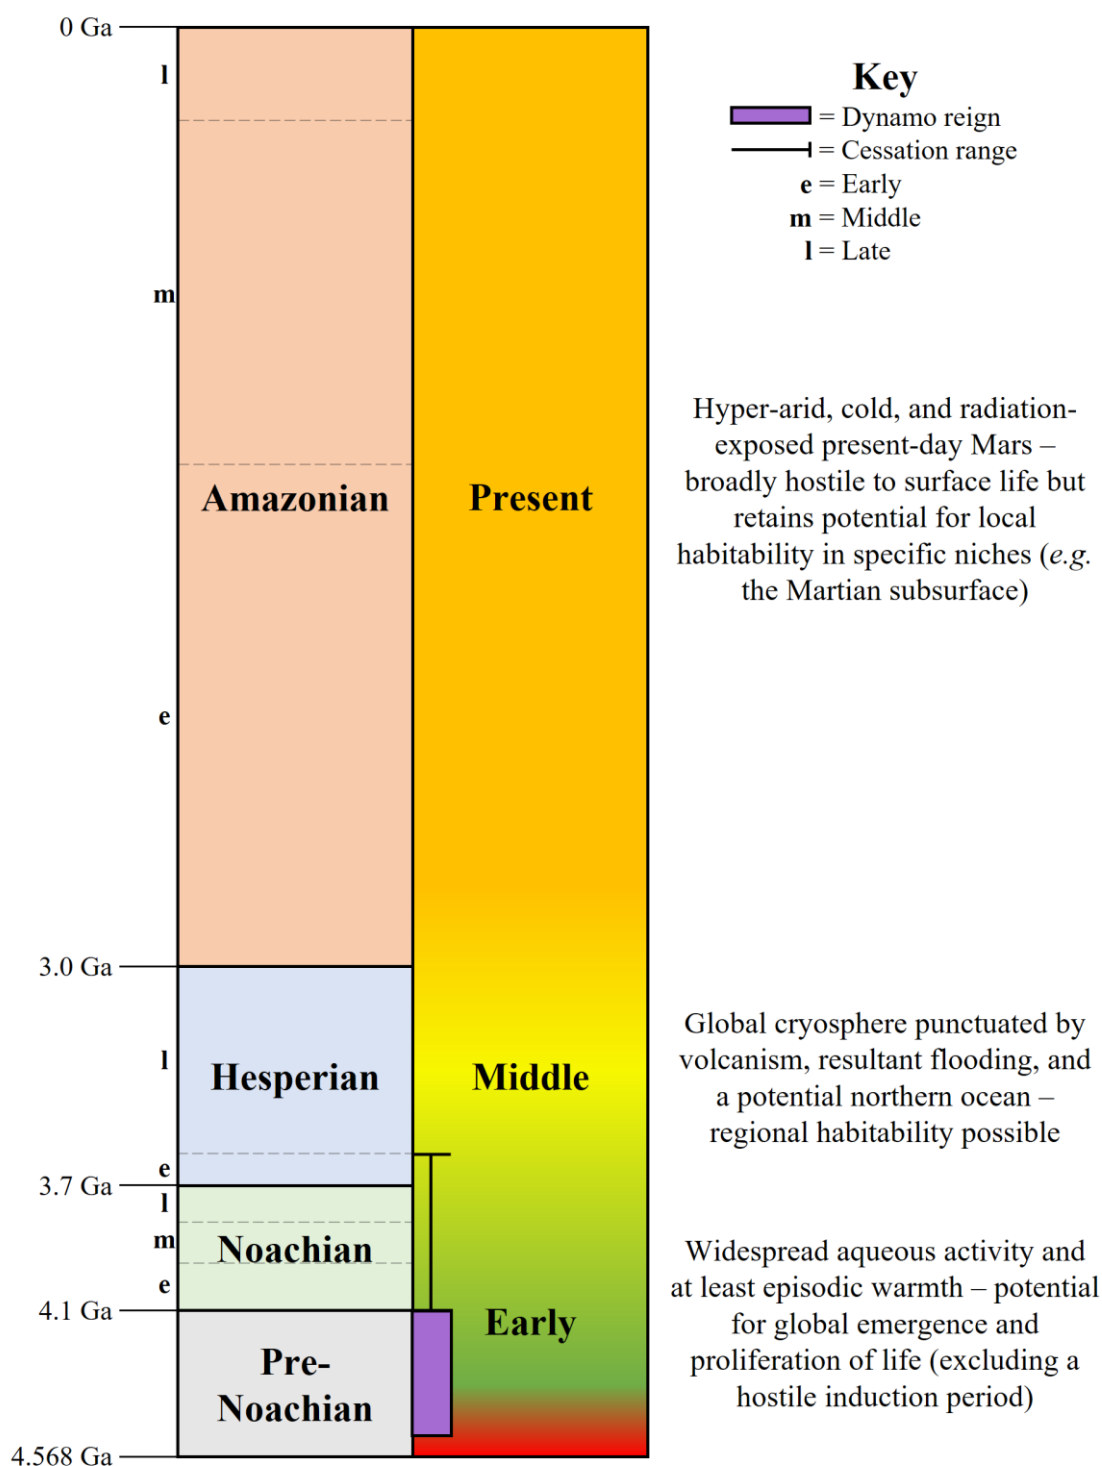 0 Ga
l
m
e
Amazonian
Present
3.0 Ga
l
Hesperian
Middle
e
3.7 Ga
l
m
Noachian
e
4.1 Ga
Early
Pre-
Noachian
4.568 Ga
Key
= Dynamo reign
= Cessation range
e = Early
m = Middle
l = Late
Hyper-arid, cold, and radiation-
exposed present-day Mars –
broadly hostile to surface life but
retains potential for local
habitability in specific niches (e.g.
the Martian subsurface)
Global cryosphere punctuated by
volcanism, resultant flooding, and
a potential northern ocean –
regional habitability possible
Widespread aqueous activity and
at least episodic warmth – potential
for global emergence and
proliferation of life (excluding a
hostile induction period)